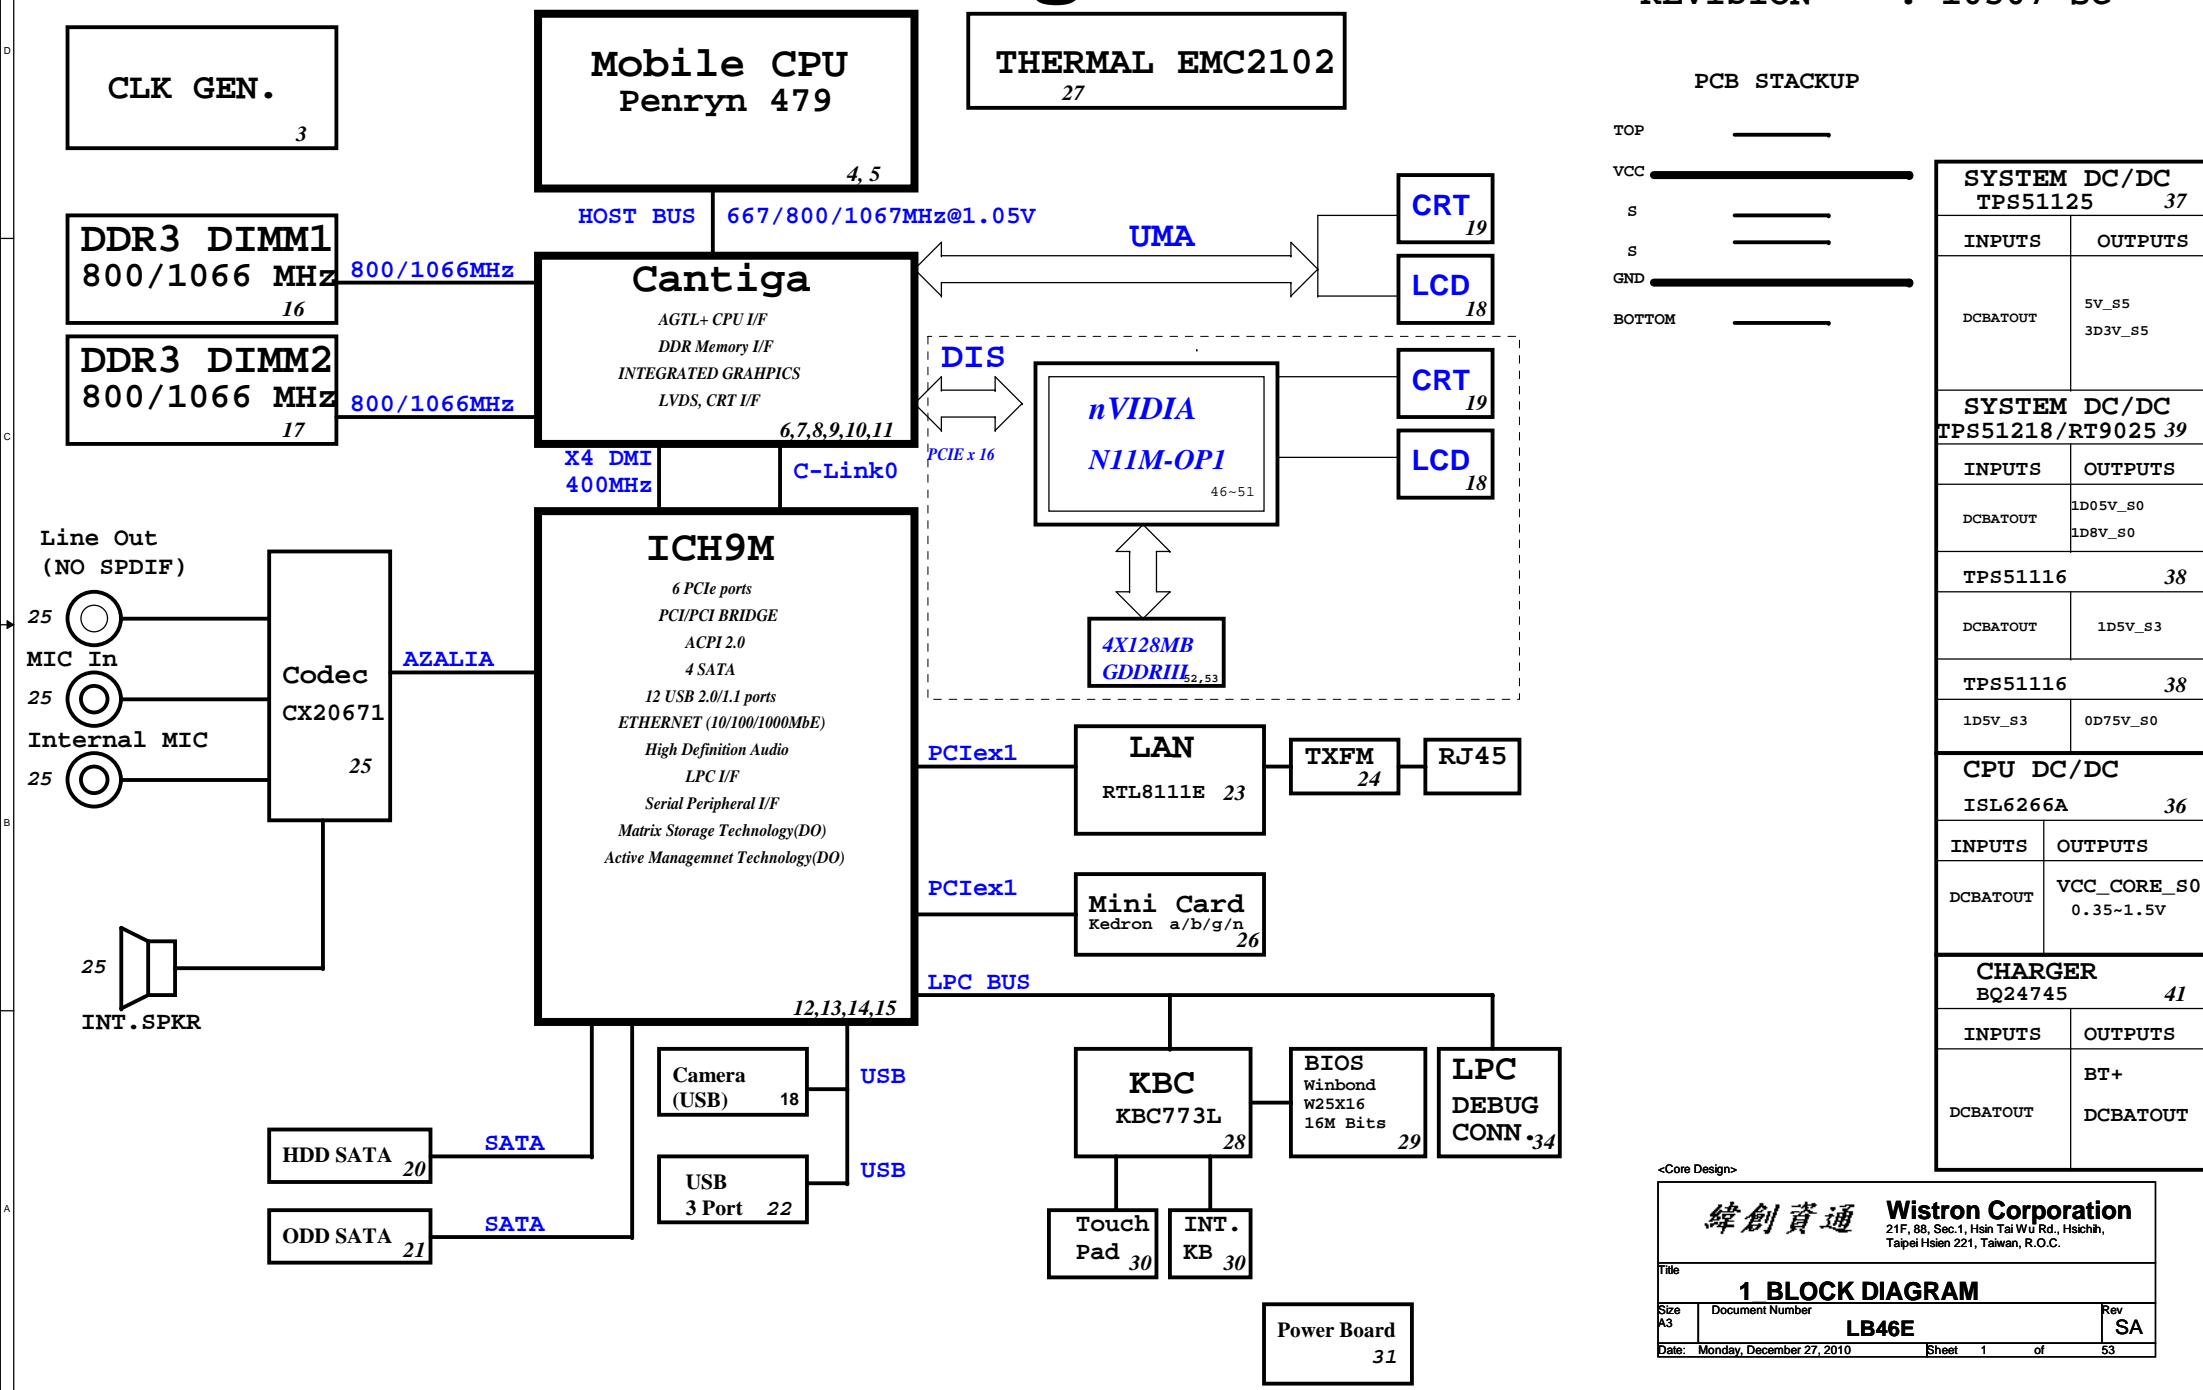 CLK GEN.
3
Mobile CPU
Penryn 479
4, 5
THERMAL EMC2102
27
HOST BUS
667/800/1067MHz@1.05V
DDR3 DIMM1
800/1066 MHz
16
800/1066MHz
DDR3 DIMM2
800/1066 MHz
17
800/1066MHz
Cantiga
AGTL+ CPU I/F
DDR Memory I/F
INTEGRATED GRAHPICS
LVDS, CRT I/F
6,7,8,9,10,11
UMA
CRT
19
LCD
18
DIS
PCIE x 16
nVIDIA
N11M-OP1
46~51
CRT
19
LCD
18
4X128MB
GDDRIII
52,53
X4 DMI
400MHz
C-Link0
ICH9M
6 PCIe ports
PCI/PCI BRIDGE
ACPI 2.0
4 SATA
12 USB 2.0/1.1 ports
ETHERNET (10/100/1000MbE)
High Definition Audio
LPC I/F
Serial Peripheral I/F
Matrix Storage Technology(DO)
Active Managemnet Technology(DO)
12,13,14,15
Line Out
(NO SPDIF)
25
MIC In
25
Internal MIC
25
Codec
CX20671
25
AZALIA
25
INT.SPKR
PCIex1
LAN
RTL8111E 23
TXFM
24
RJ45
PCIex1
Mini Card
Kedron a/b/g/n
26
LPC BUS
KBC
KBC773L
28
BIOS
Winbond
W25X16
16M Bits
29
LPC
DEBUG
CONN.
34
Touch
Pad 30
INT.
KB 30
Camera
(USB) 18
USB
USB
3 Port 22
USB
HDD SATA 20
SATA
ODD SATA 21
SATA
Power Board
31
PCB STACKUP
TOP
VCC
S
S
GND
BOTTOM
SYSTEM DC/DC
TPS51125 37
INPUTS OUTPUTS
DCBATOUT
5V_S5
3D3V_S5
SYSTEM DC/DC
TPS51218/RT9025 39
INPUTS OUTPUTS
DCBATOUT
1D05V_S0
1D8V_S0
TPS51116 38
DCBATOUT 1D5V_S3
TPS51116 38
1D5V_S3 0D75V_S0
CPU DC/DC
ISL6266A 36
INPUTS OUTPUTS
DCBATOUT
VCC_CORE_S0
0.35~1.5V
CHARGER
BQ24745 41
INPUTS OUTPUTS
DCBATOUT
BT+
DCBATOUT
<Core Design>
緯創資通
Wistron Corporation
21F, 88, Sec.1, Hsin Tai Wu Rd., Hsichih,
Taipei Hsien 221, Taiwan, R.O.C.
Title
1_BLOCK DIAGRAM
Size
A3
Document Number
LB46E
Rev
SA
Date: Monday, December 27, 2010 Sheet 1 of 53
D
C
B
A